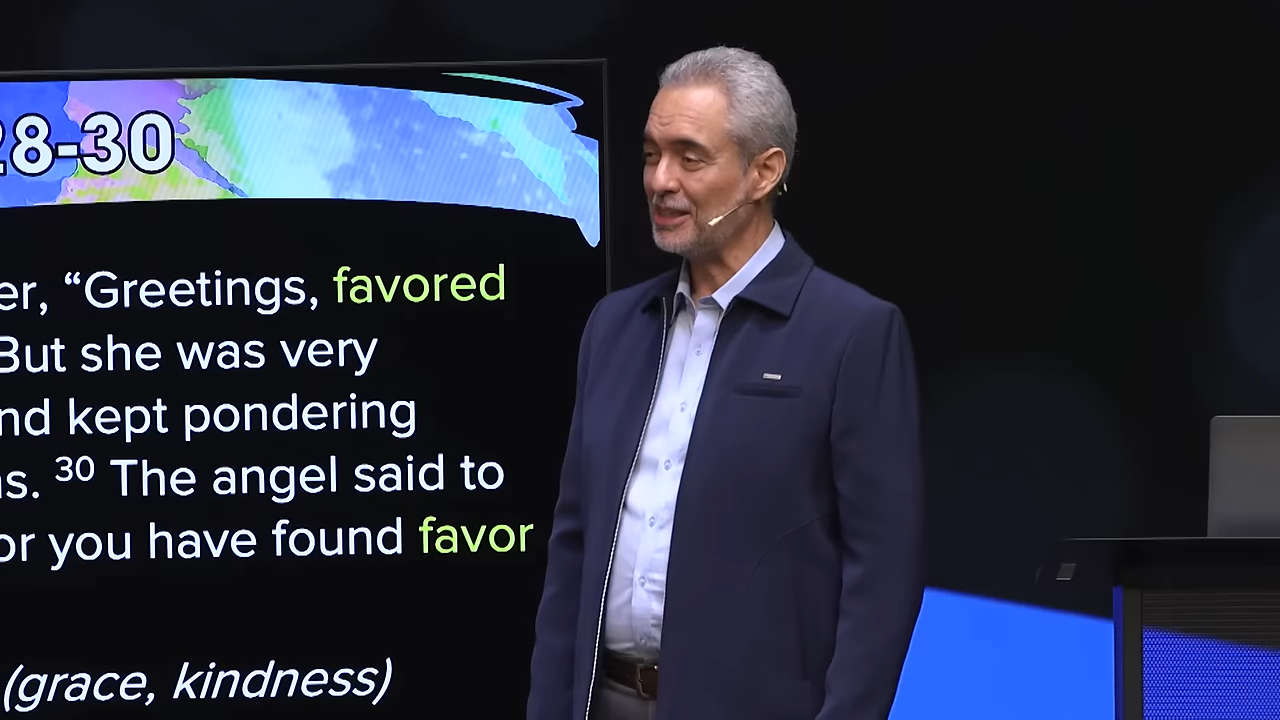 28-30
er, “Greetings, favored
But she was very
nd kept pondering
ns. ³⁰ The angel said to
or you have found favor
(grace, kindness)